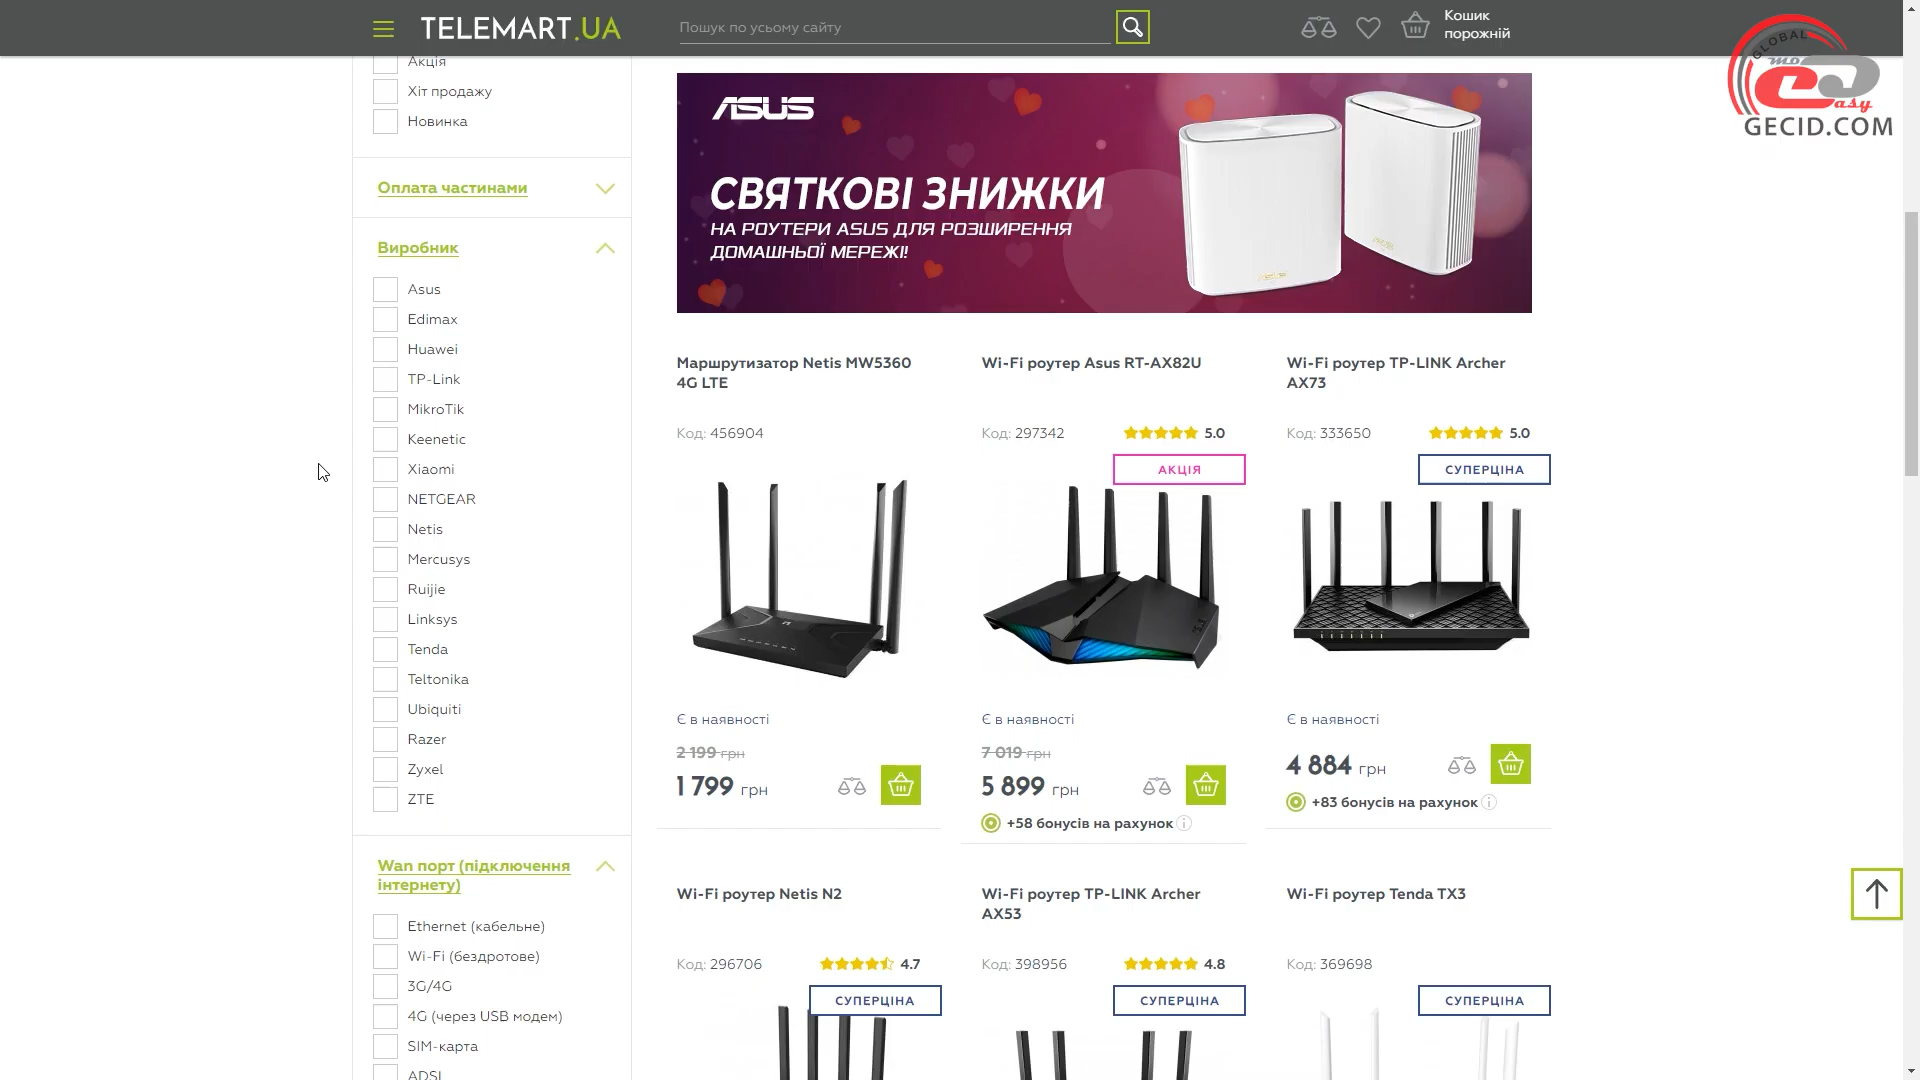 TELEMART.UA
Пошук по усьому сайту
Кошик
порожній
GLOBAL
GECID.COM
Акція
Хіт продажу
Новинка
Оплата частинами
Виробник
Asus
Edimax
Huawei
TP-Link
MikroTik
Keenetic
Xiaomi
NETGEAR
Netis
Mercusys
Ruijie
Linksys
Tenda
Teltonika
Ubiquiti
Razer
Zyxel
ZTE
Wan порт (підключення
інтернету)
Ethernet (кабельне)
Wi-Fi (бездротове)
3G/4G
4G (через USB модем)
SIM-карта
ADSL
ASUS
СВЯТКОВІ ЗНИЖКИ
НА РОУТЕРИ ASUS ДЛЯ РОЗШИРЕННЯ
ДОМАШНЬОЇ МЕРЕЖІ!
Маршрутизатор Netis MW5360
4G LTE
Код: 456904
Є в наявності
2 199 грн
1 799 грн
Wi-Fi роутер Asus RT-AX82U
Код: 297342
5.0
АКЦІЯ
Є в наявності
7 019 грн
5 899 грн
+58 бонусів на рахунок
Wi-Fi роутер TP-LINK Archer
AX73
Код: 333650
5.0
СУПЕРЦІНА
Є в наявності
4 884 грн
+83 бонусів на рахунок
Wi-Fi роутер Netis N2
Код: 296706
4.7
СУПЕРЦІНА
Wi-Fi роутер TP-LINK Archer
AX53
Код: 398956
4.8
СУПЕРЦІНА
Wi-Fi роутер Tenda TX3
Код: 369698
СУПЕРЦІНА